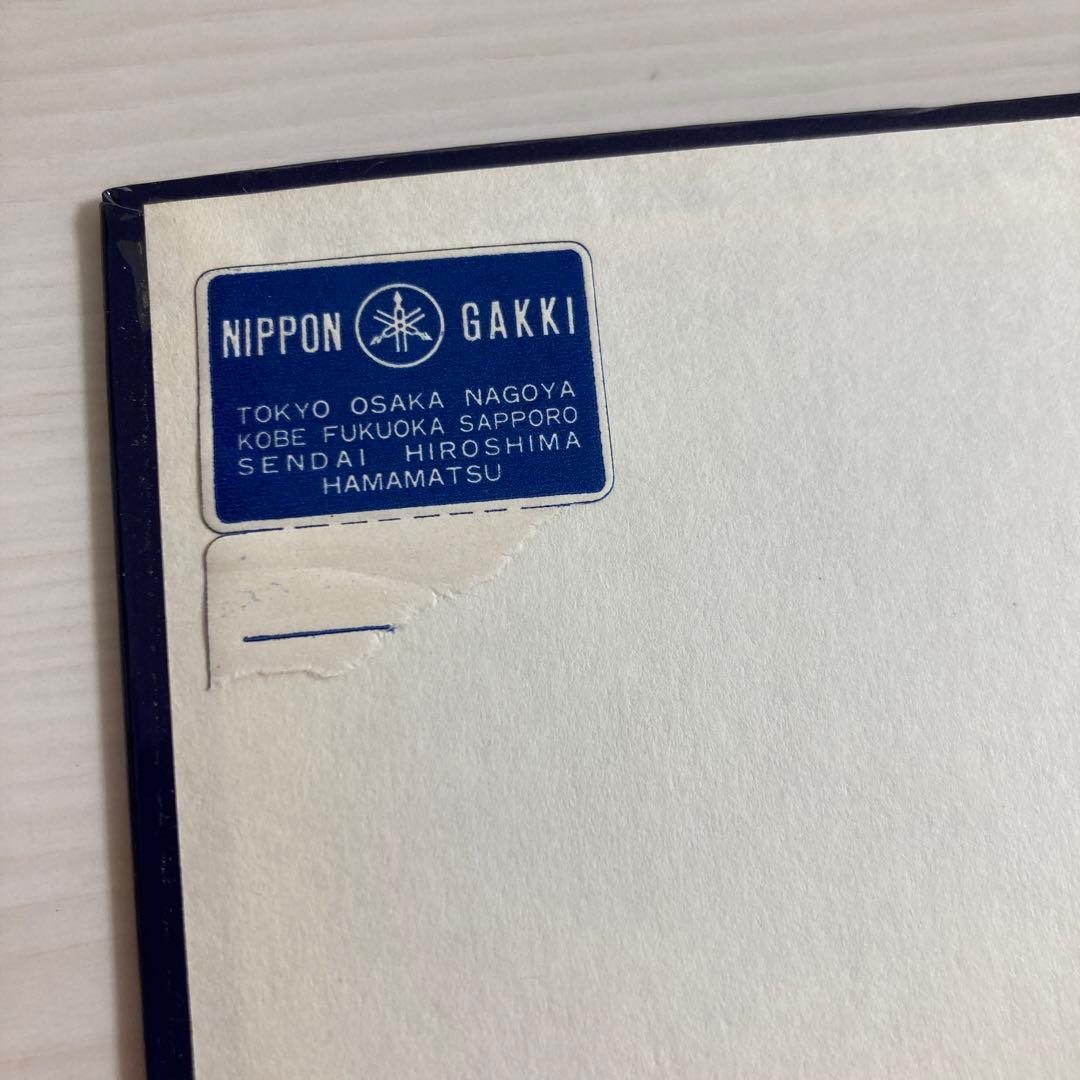 NIPPON GAKKI
TOKYO OSAKA NAGOYA
KOBE FUKUOKA SAPPORO
SENDAI HIROSHIMA
HAMAMATSU